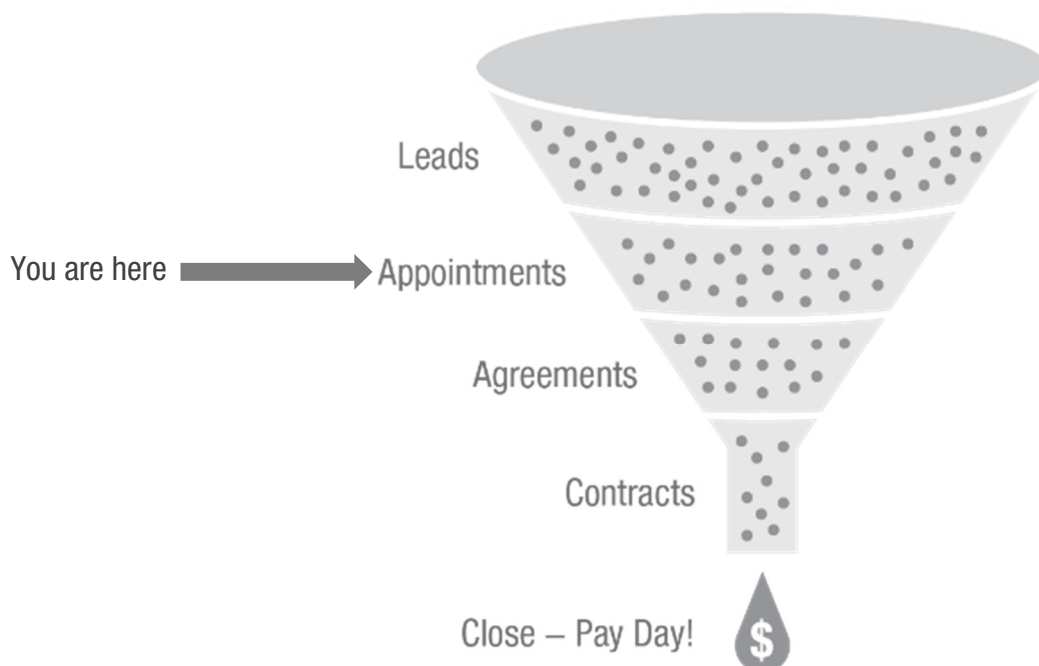 Leads
You are here
Appointments
Agreements
Contracts
Close – Pay Day!
$